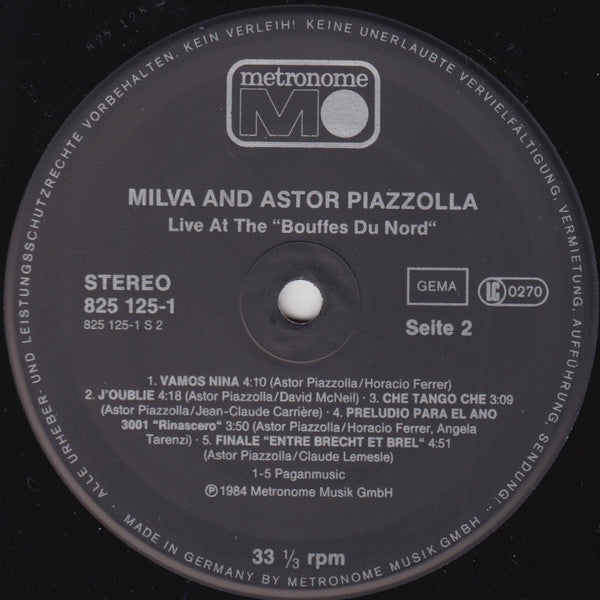 ALLE URHEBER- UND LEISTUNGSSCHUTZRECHTE VORBEHALTEN. KEIN VERLEIH! KEINE UNERLAUBTE VERVIELFÄLTIGUNG, VERMIETUNG, AUFFÜHRUNG, SENDUNG!
metronome
M
MILVA AND ASTOR PIAZZOLLA
Live At The "Bouffes Du Nord"
STEREO
825 125-1
825 125-1 S 2
GEMA
LC 0270
Seite 2
1. VAMOS NINA 4:10 (Astor Piazzolla/Horacio Ferrer)
2. J'OUBLIE 4:18 (Astor Piazzolla/David McNeil) · 3. CHE TANGO CHE 3:09
(Astor Piazzolla/Jean-Claude Carrière) · 4. PRELUDIO PARA EL ANO
3001 "Rinascero" 3:50 (Astor Piazzolla/Horacio Ferrer, Angela
Tarenzi) · 5. FINALE "ENTRE BRECHT ET BREL" 4:51
(Astor Piazzolla/Claude Lemesle)
1-5 Paganmusic
Ⓟ 1984 Metronome Musik GmbH
33 ⅓ rpm
MADE IN GERMANY BY METRONOME MUSIK GMBH